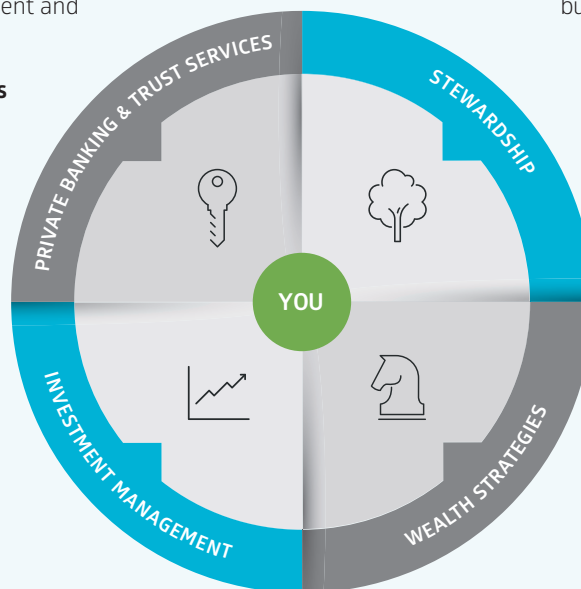 ent and
bu
s
PRIVATE BANKING & TRUST SERVICES
STEWARDSHIP
YOU
INVESTMENT MANAGEMENT
WEALTH STRATEGIES